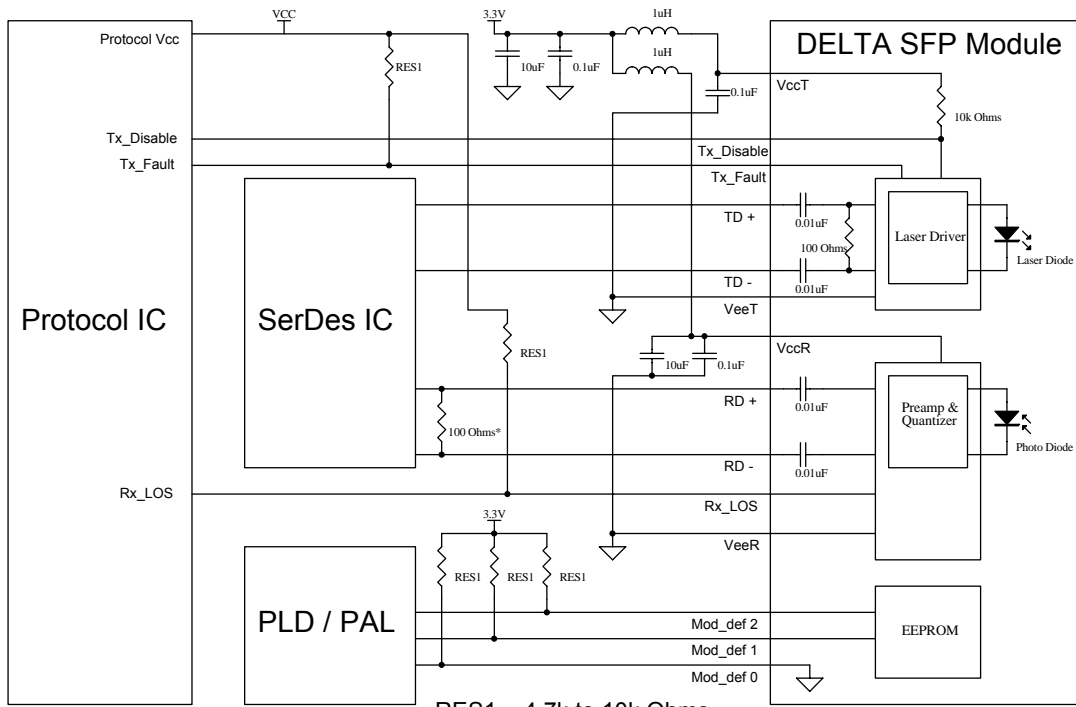 VCC
3.3V
1uH
Protocol Vcc
DELTA SFP Module
RES1
1uH
10uF
0.1uF
VccT
0.1uF
10k Ohms
Tx_Disable
Tx_Disable
Tx_Fault
Tx_Fault
TD +
0.01uF
100 Ohms
Laser Driver
Laser Diode
TD -
0.01uF
VeeT
Protocol IC
SerDes IC
RES1
10uF
0.1uF
VccR
RD +
0.01uF
Preamp &
Quantizer
100 Ohms*
Photo Diode
RD -
0.01uF
Rx_LOS
Rx_LOS
3.3V
VeeR
RES1
RES1
RES1
PLD / PAL
Mod_def 2
EEPROM
Mod_def 1
Mod_def 0